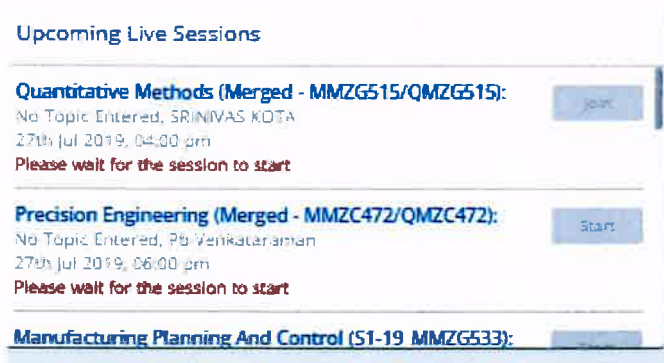 Upcoming Live Sessions
Quantitative Methods (Merged - MMZG515/QMZG515):
Join
No Topic Entered, SRINIVAS KOTA
27th Jul 2019, 04:00 pm
Please wait for the session to start
Precision Engineering (Merged - MMZC472/QMZC472):
Start
No Topic Entered, PB Venkataraman
27th Jul 2019, 06:00 pm
Please wait for the session to start
Manufacturing Planning And Control (S1-19 MMZG533):